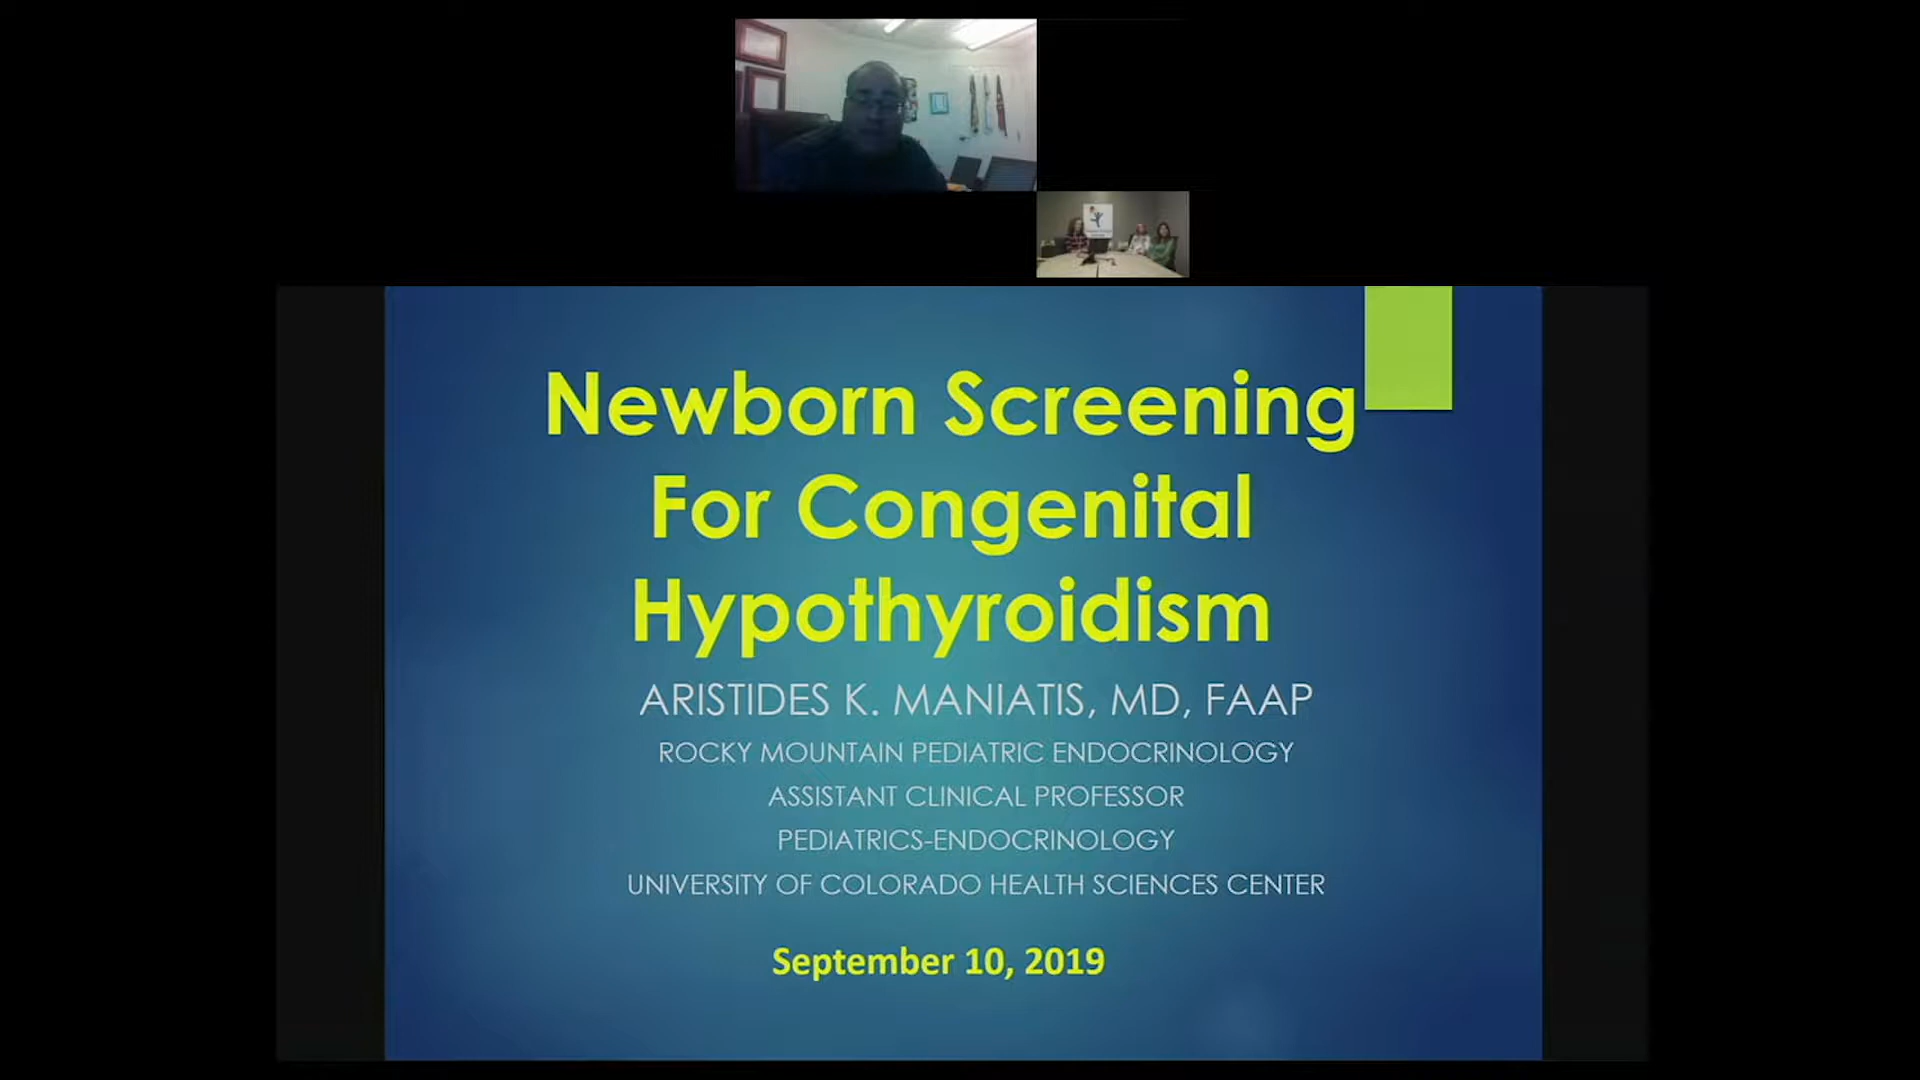 Newborn Screening
For Congenital
Hypothyroidism
ARISTIDES K. MANIATIS, MD, FAAP
ROCKY MOUNTAIN PEDIATRIC ENDOCRINOLOGY
ASSISTANT CLINICAL PROFESSOR
PEDIATRICS-ENDOCRINOLOGY
UNIVERSITY OF COLORADO HEALTH SCIENCES CENTER
September 10, 2019